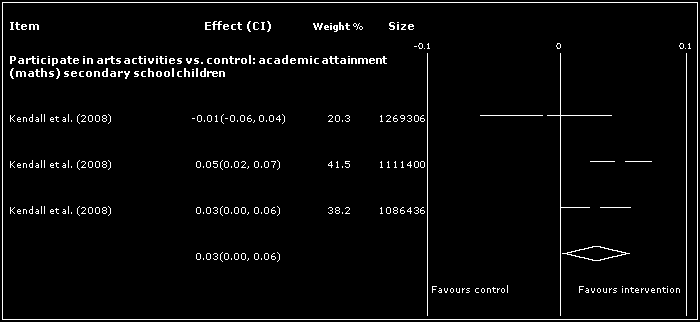 Item Effect (CI) Weight % Size
-0.1 0 0.1
Participate in arts activities vs. control: academic attainment
(maths) secondary school children
Kendall et al. (2008) -0.01(-0.06, 0.04) 20.3 1269306
Kendall et al. (2008) 0.05(0.02, 0.07) 41.5 1111400
Kendall et al. (2008) 0.03(0.00, 0.06) 38.2 1086436
0.03(0.00, 0.06)
Favours control Favours intervention